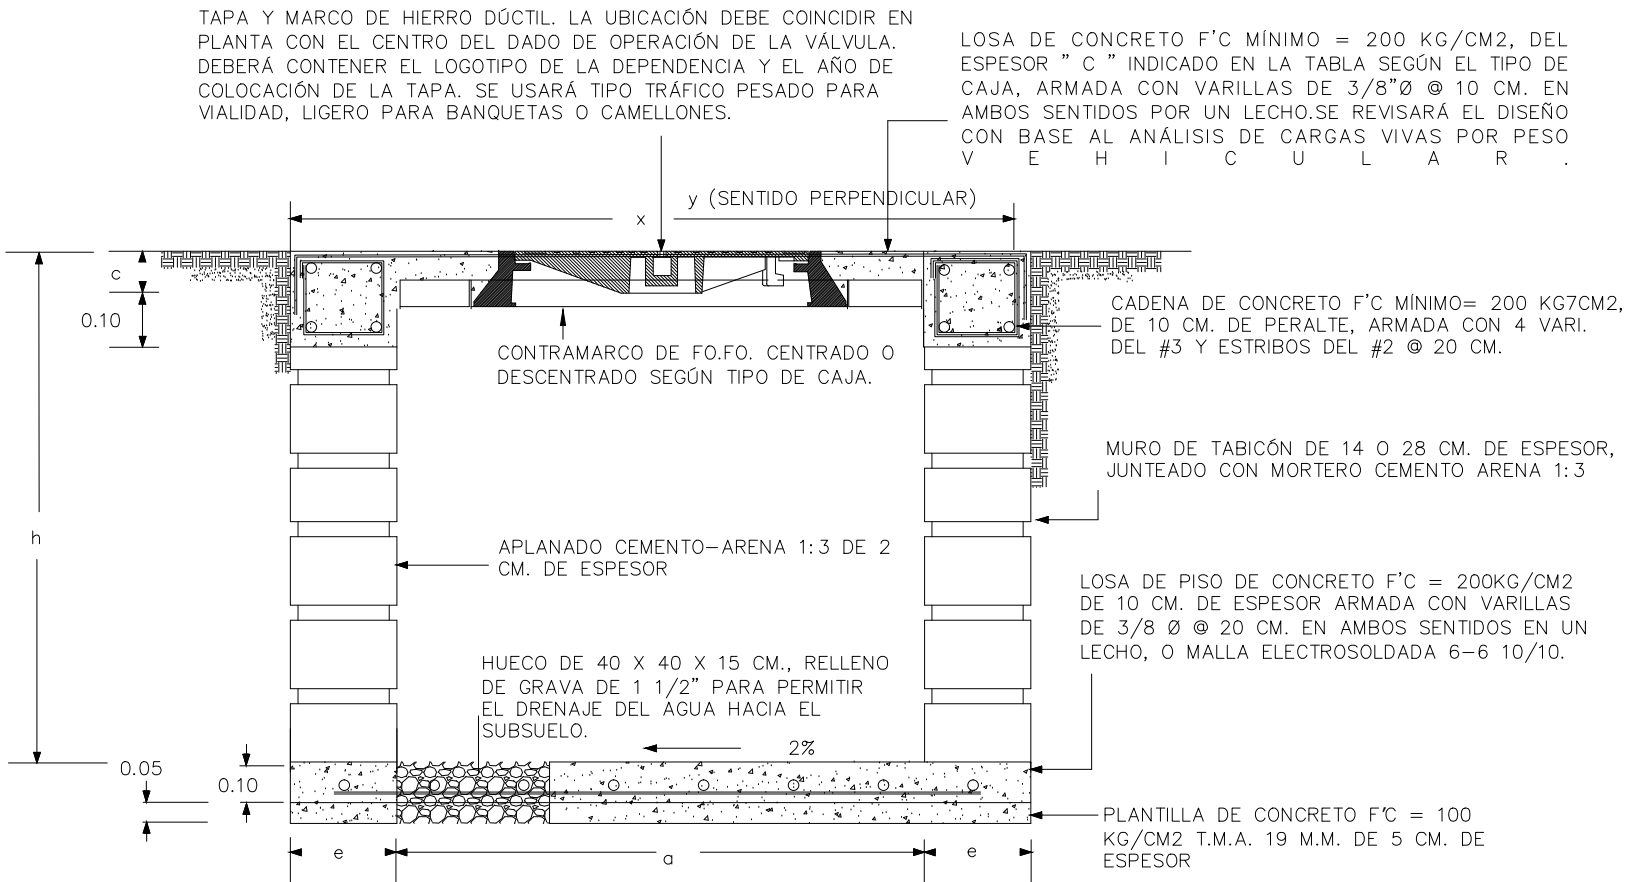 TAPA Y MARCO DE HIERRO DÚCTIL. LA UBICACIÓN DEBE COINCIDIR EN
PLANTA CON EL CENTRO DEL DADO DE OPERACIÓN DE LA VÁLVULA.
DEBERÁ CONTENER EL LOGOTIPO DE LA DEPENDENCIA Y EL AÑO DE
COLOCACIÓN DE LA TAPA. SE USARÁ TIPO TRÁFICO PESADO PARA
VIALIDAD, LIGERO PARA BANQUETAS O CAMELLONES.
LOSA DE CONCRETO F'C MÍNIMO = 200 KG/CM2, DEL
ESPESOR " C " INDICADO EN LA TABLA SEGÚN EL TIPO DE
CAJA, ARMADA CON VARILLAS DE 3/8"Ø @ 10 CM. EN
AMBOS SENTIDOS POR UN LECHO.SE REVISARÁ EL DISEÑO
CON BASE AL ANÁLISIS DE CARGAS VIVAS POR PESO
V E H I C U L A R .
y (SENTIDO PERPENDICULAR)
x
c
0.10
CADENA DE CONCRETO F'C MÍNIMO= 200 KG7CM2,
DE 10 CM. DE PERALTE, ARMADA CON 4 VARI.
DEL #3 Y ESTRIBOS DEL #2 @ 20 CM.
CONTRAMARCO DE FO.FO. CENTRADO O
DESCENTRADO SEGÚN TIPO DE CAJA.
MURO DE TABICÓN DE 14 O 28 CM. DE ESPESOR,
JUNTEADO CON MORTERO CEMENTO ARENA 1:3
h
APLANADO CEMENTO-ARENA 1:3 DE 2
CM. DE ESPESOR
LOSA DE PISO DE CONCRETO F'C = 200KG/CM2
DE 10 CM. DE ESPESOR ARMADA CON VARILLAS
DE 3/8 Ø @ 20 CM. EN AMBOS SENTIDOS EN UN
LECHO, O MALLA ELECTROSOLDADA 6-6 10/10.
HUECO DE 40 X 40 X 15 CM., RELLENO
DE GRAVA DE 1 1/2" PARA PERMITIR
EL DRENAJE DEL AGUA HACIA EL
SUBSUELO.
2%
0.05
0.10
PLANTILLA DE CONCRETO F'C = 100
KG/CM2 T.M.A. 19 M.M. DE 5 CM. DE
ESPESOR
e
a
e